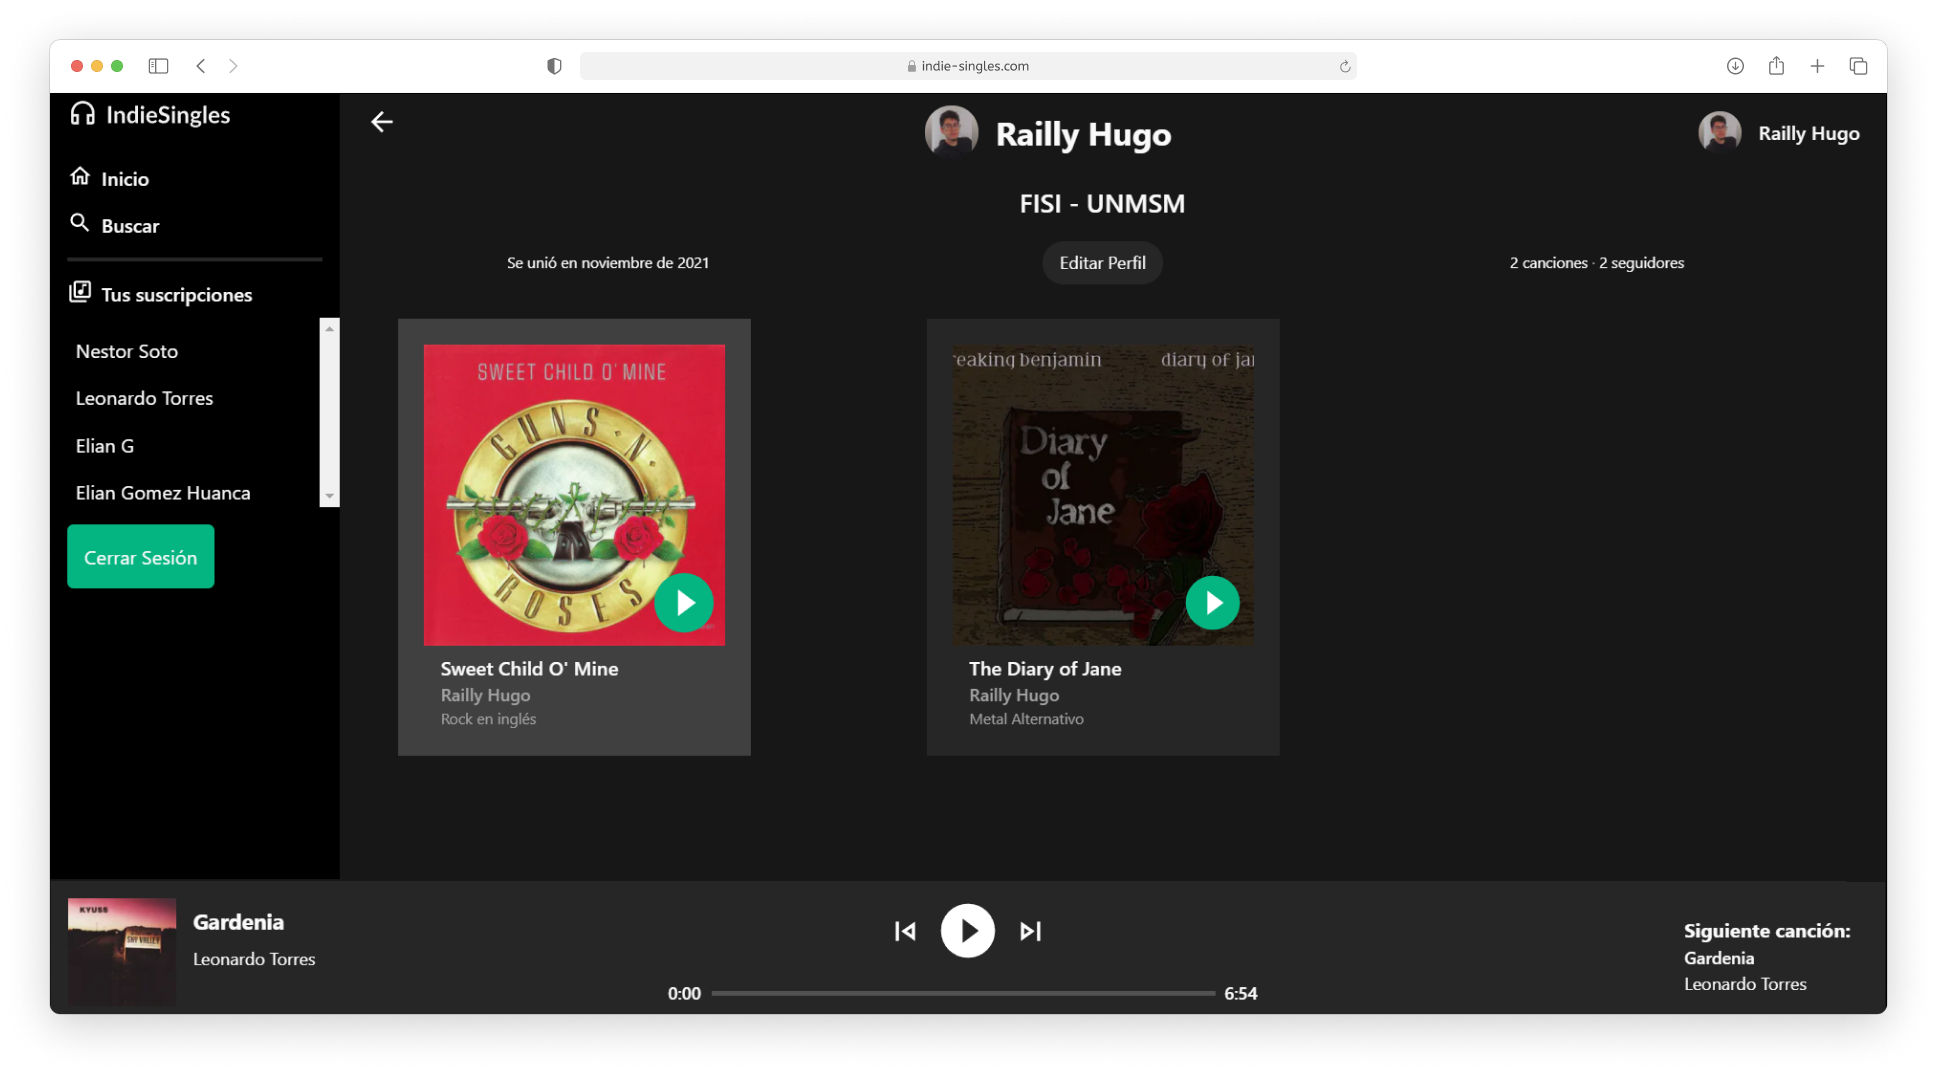 indie-singles.com
IndieSingles
Inicio
Buscar
Tus suscripciones
Nestor Soto
Leonardo Torres
Elian G
Elian Gomez Huanca
Cerrar Sesión
Railly Hugo
Railly Hugo
FISI - UNMSM
Se unió en noviembre de 2021
Editar Perfil
2 canciones · 2 seguidores
SWEET CHILD O' MINE
GUNS N.
ROSES
Sweet Child O' Mine
Railly Hugo
Rock en inglés
reaking benjamin
diary of jan
Diary
of
Jane
The Diary of Jane
Railly Hugo
Metal Alternativo
KYUSS
SKY VALLEY
Gardenia
Leonardo Torres
0:00
6:54
Siguiente canción:
Gardenia
Leonardo Torres